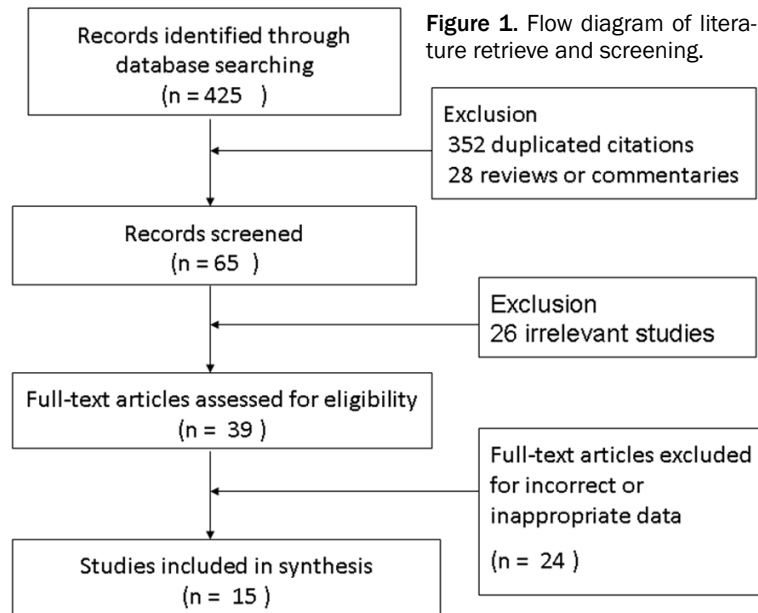 Records identified through
database searching
(n = 425 )
Figure 1. Flow diagram of litera-
ture retrieve and screening.
Exclusion
352 duplicated citations
28 reviews or commentaries
Records screened
(n = 65 )
Exclusion
26 irrelevant studies
Full-text articles assessed for eligibility
(n = 39 )
Full-text articles excluded
for incorrect or
inappropriate data
(n = 24 )
Studies included in synthesis
(n = 15 )